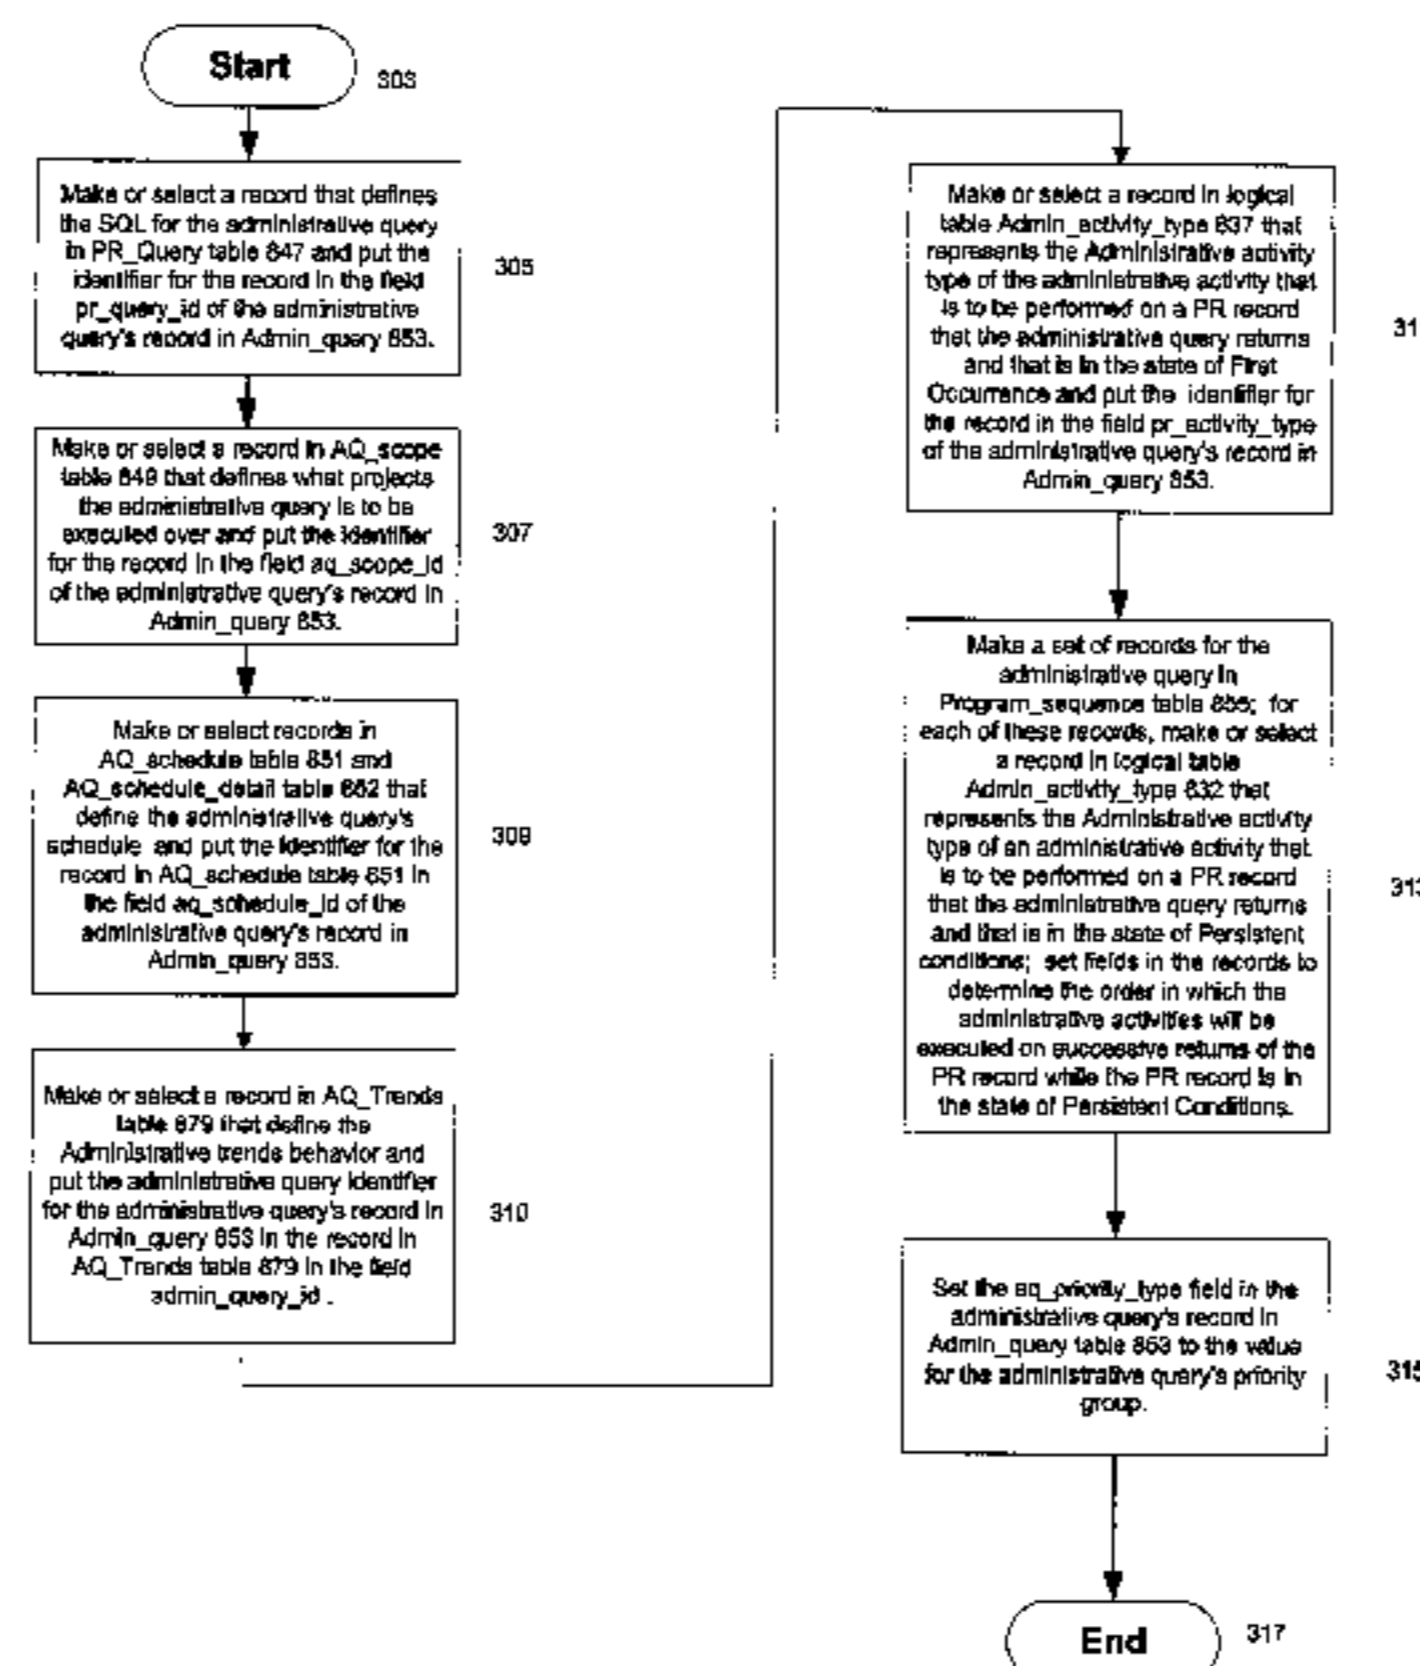 Start
303
Make or select a record that defines
the SQL for the administrative query
in PR_Query table 847 and put the
identifier for the record in the field
pr_query_id of the administrative
query's record in Admin_query 853.
305
Make or select a record in AQ_scope
table 849 that defines what projects
the administrative query is to be
executed over and put the identifier
for the record in the field aq_scope_id
of the administrative query's record in
Admin_query 853.
307
Make or select records in
AQ_schedule table 851 and
AQ_schedule_detail table 852 that
define the administrative query's
schedule and put the identifier for the
record in AQ_schedule table 851 in
the field aq_schedule_id of the
administrative query's record in
Admin_query 853.
309
Make or select a record in AQ_Trends
table 879 that define the
Administrative trends behavior and
put the administrative query identifier
for the administrative query's record in
Admin_query 853 in the record in
AQ_Trends table 879 in the field
admin_query_id .
310
Make or select a record in logical
table Admin_activity_type 837 that
represents the Administrative activity
type of the administrative activity that
is to be performed on a PR record
that the administrative query returns
and that is in the state of First
Occurrence and put the identifier for
the record in the field pr_activity_type
of the administrative query's record in
Admin_query 853.
31
Make a set of records for the
administrative query in
Program_sequence table 855; for
each of these records, make or select
a record in logical table
Admin_activity_type 832 that
represents the Administrative activity
type of an administrative activity that
is to be performed on a PR record
that the administrative query returns
and that is in the state of Persistent
conditions; set fields in the records to
determine the order in which the
administrative activities will be
executed on successive returns of the
PR record while the PR record is in
the state of Persistent Conditions.
313
Set the aq_priority_type field in the
administrative query's record in
Admin_query table 853 to the value
for the administrative query's priority
group.
315
End
317